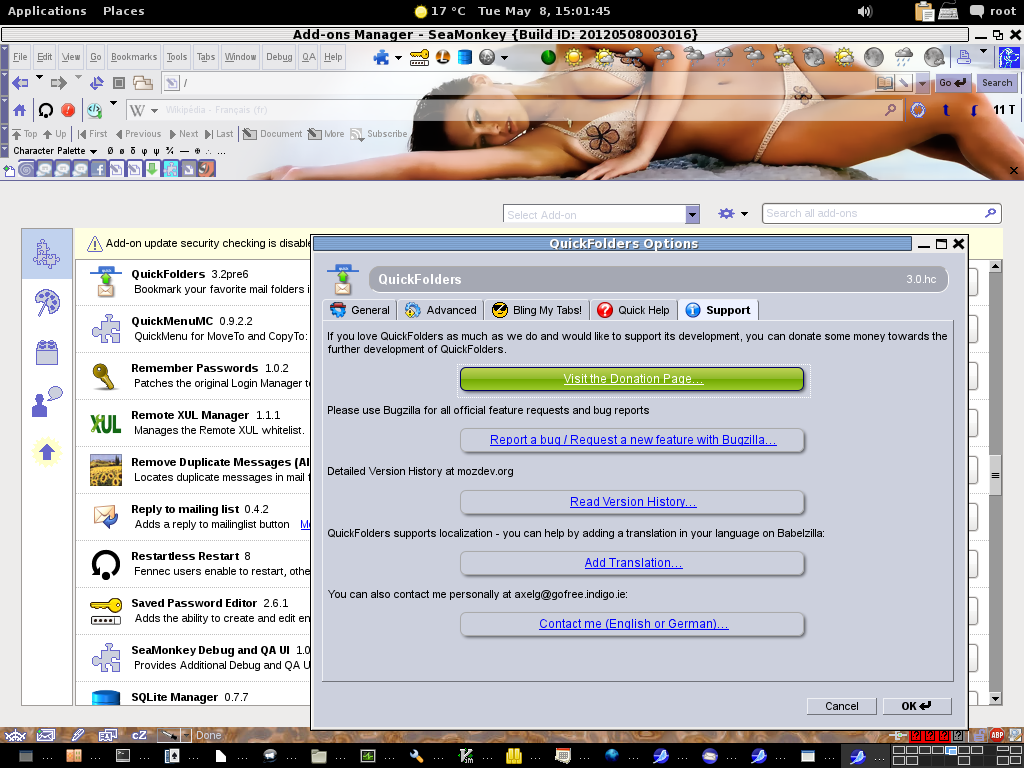 Applications Places 17 °C Tue May 8, 15:01:45 root
Add-ons Manager - SeaMonkey {Build ID: 20120508003016}
File Edit View Go Bookmarks Tools Tabs Window Debug QA Help
/ Go Search
W Wikipédia - Français (fr) 11 T
Top Up First Previous Next Last Document More Subscribe
Character Palette
Select Add-on Search all add-ons
Add-on update security checking is disable
QuickFolders 3.2pre6
Bookmark your favorite mail folders i
QuickMenuMC 0.9.2.2
QuickMenu for MoveTo and CopyTo:
Remember Passwords 1.0.2
Patches the original Login Manager to
XUL Remote XUL Manager 1.1.1
Manages the Remote XUL whitelist.
Remove Duplicate Messages (Al
Locates duplicate messages in mail f
Reply to mailing list 0.4.2
Adds a reply to mailinglist button Mo
Restartless Restart 8
Fennec users enable to restart, othe
Saved Password Editor 2.6.1
Adds the ability to create and edit en
SeaMonkey Debug and QA UI 1.0
Provides Additional Debug and QA U
SQLite Manager 0.7.7
QuickFolders Options
QuickFolders 3.0.hc
General Advanced Bling My Tabs! Quick Help Support
If you love QuickFolders as much as we do and would like to support its development, you can donate some money towards the
further development of QuickFolders.
Visit the Donation Page...
Please use Bugzilla for all official feature requests and bug reports
Report a bug / Request a new feature with Bugzilla...
Detailed Version History at mozdev.org
Read Version History...
QuickFolders supports localization - you can help by adding a translation in your language on Babelzilla:
Add Translation...
You can also contact me personally at axelg@gofree.indigo.ie:
Contact me (English or German)...
Cancel OK
cZ Done ABP